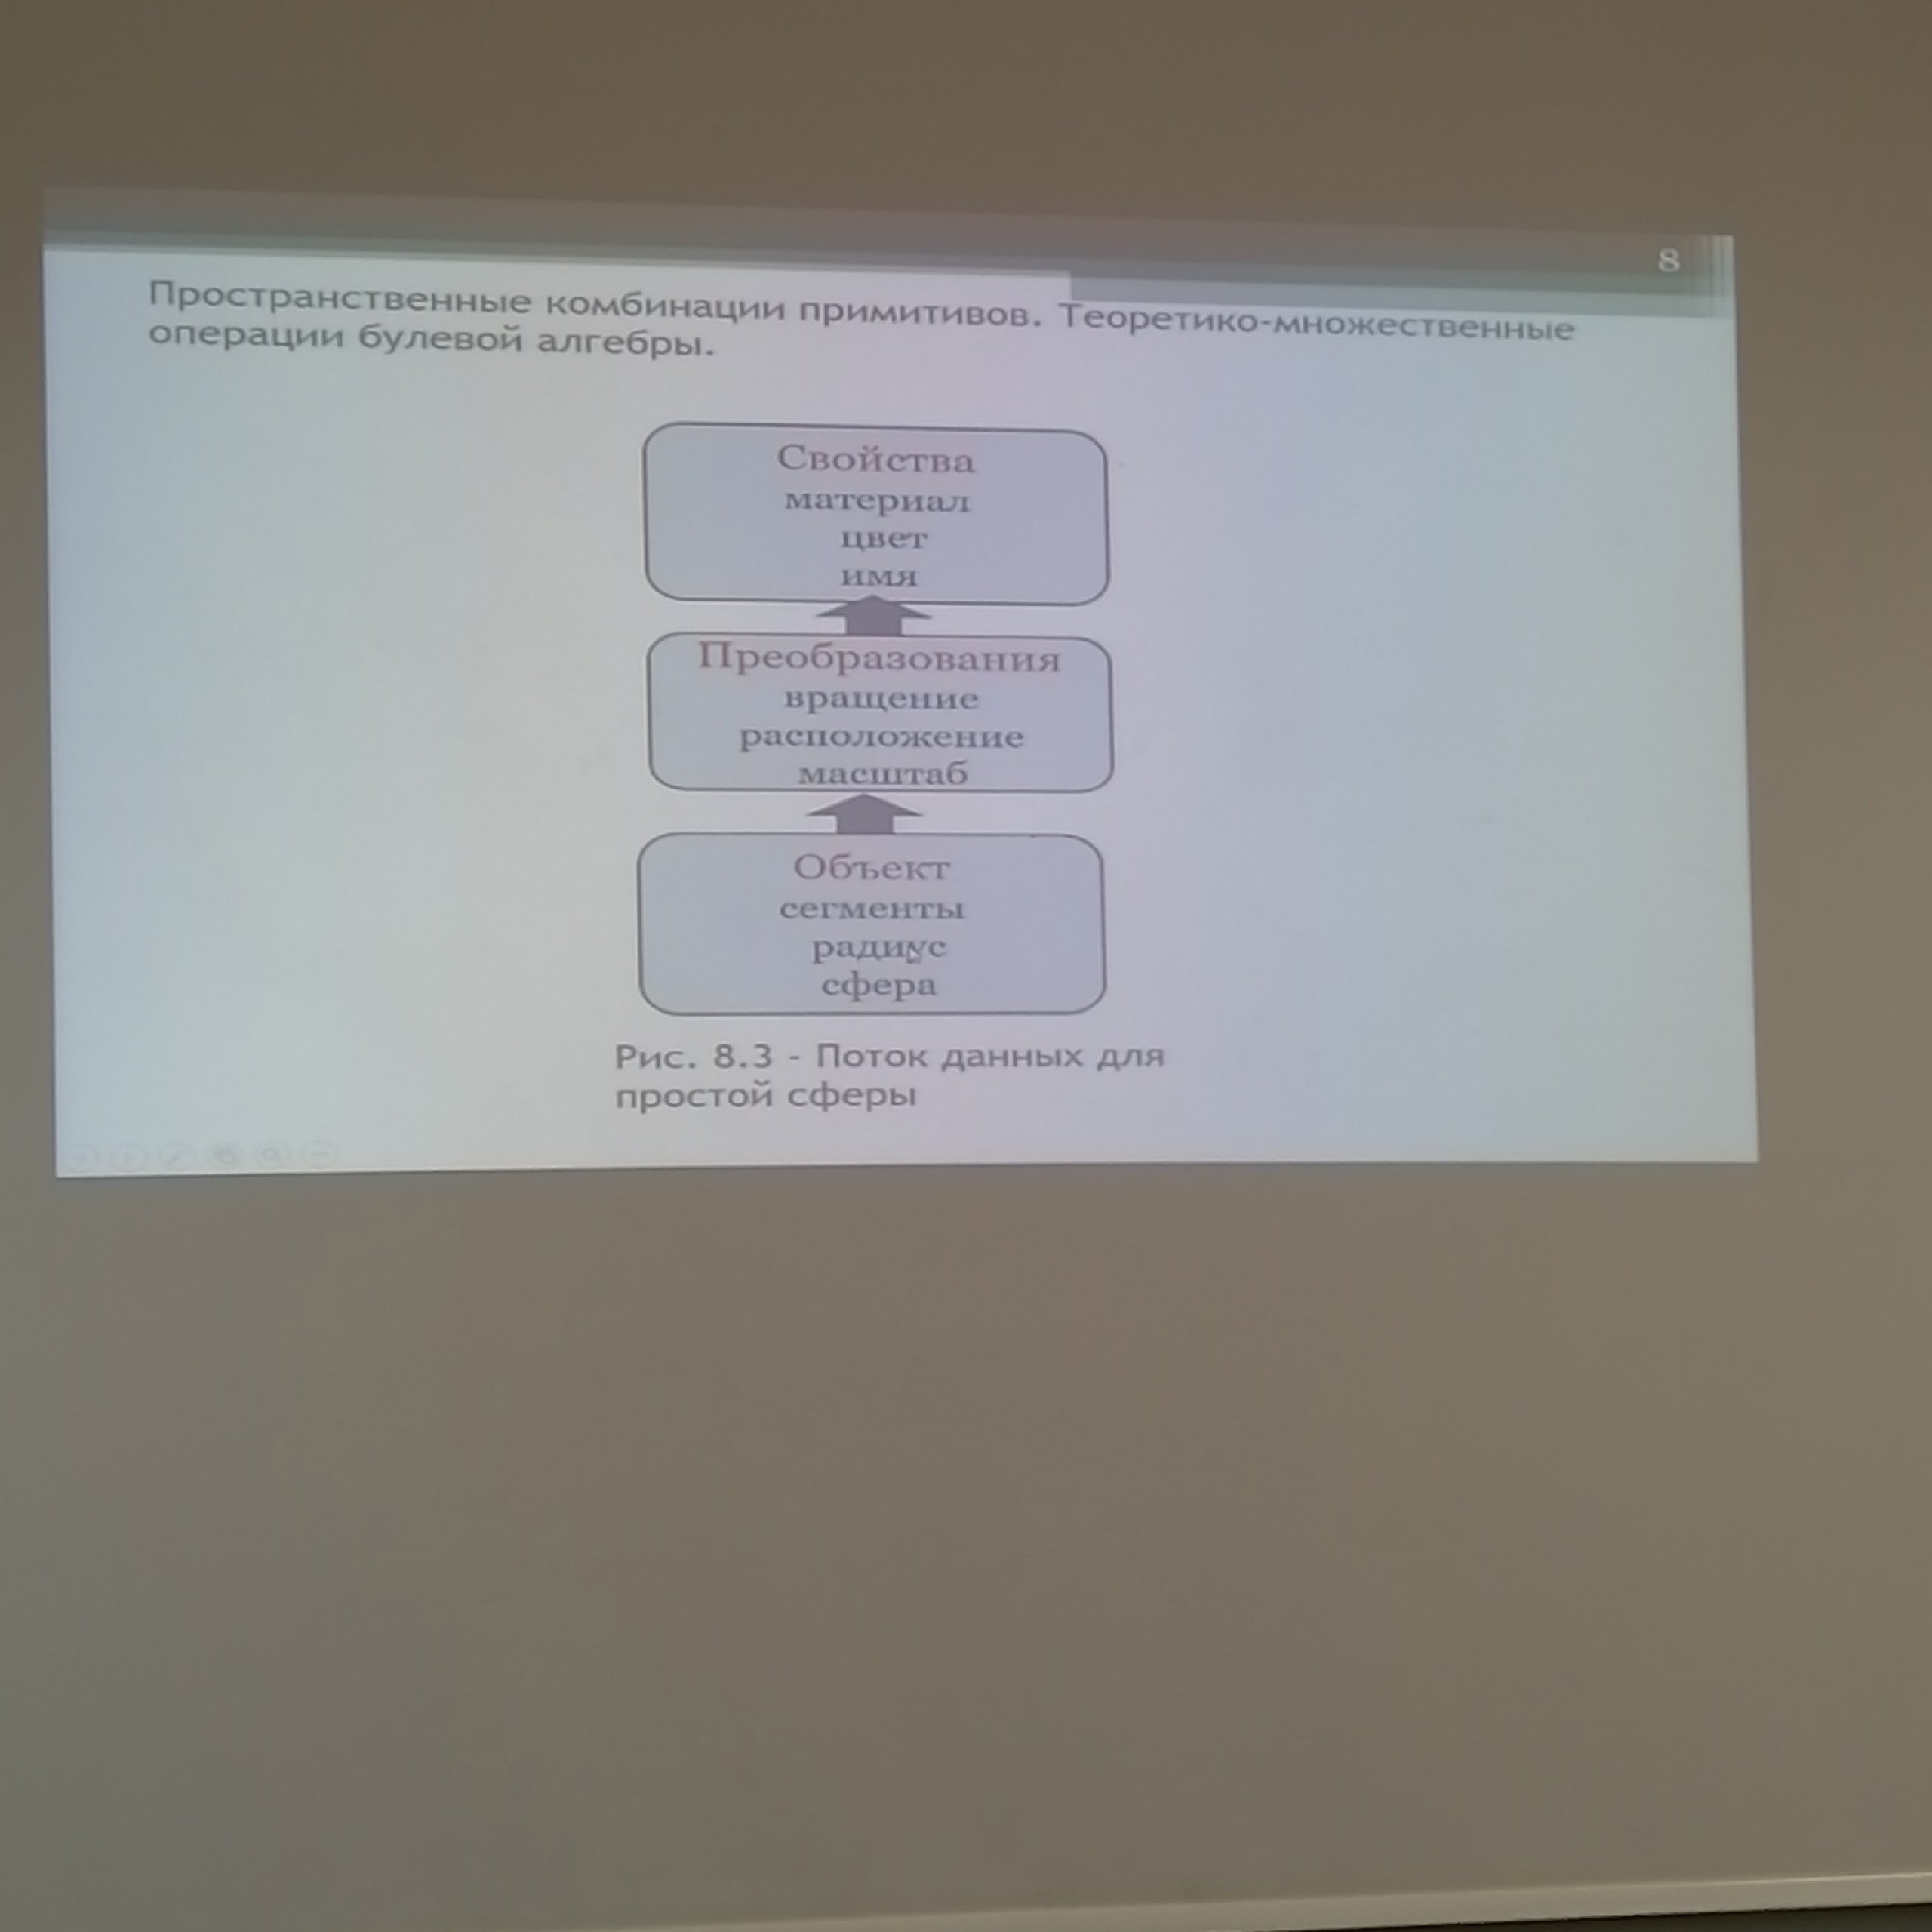 8
Пространственные комбинации примитивов. Теоретико-множественные
операции булевой алгебры.
Свойства
материал
цвет
имя
Преобразования
вращение
расположение
масштаб
Объект
сегменты
радиус
сфера
Рис. 8.3 - Поток данных для
простой сферы